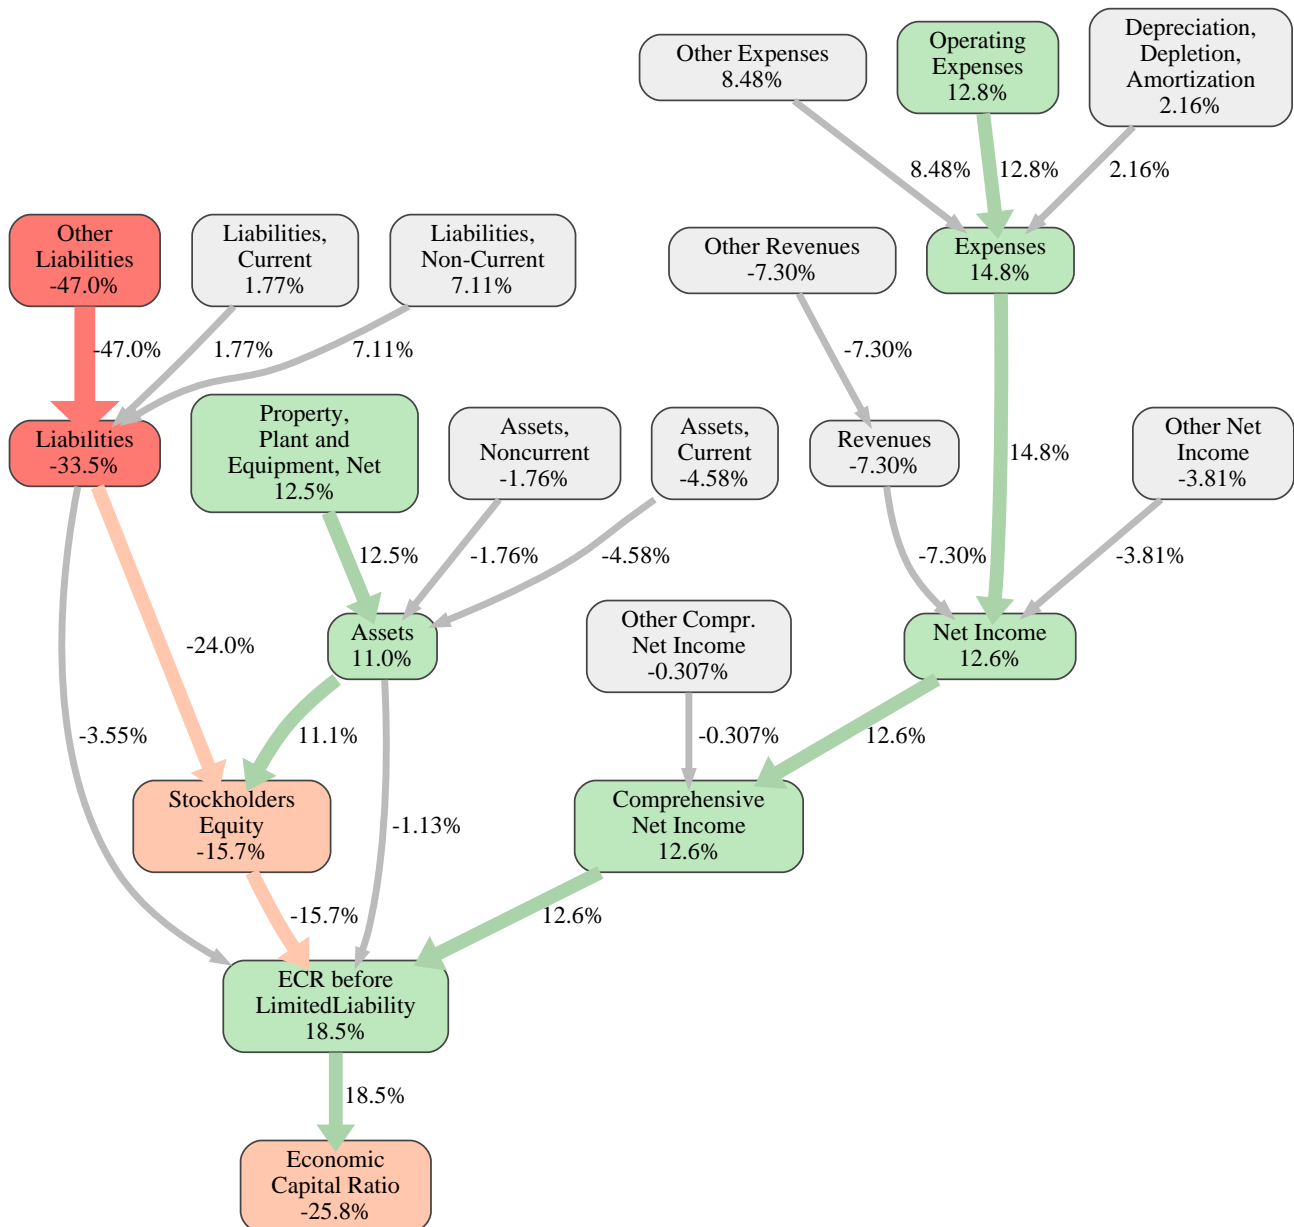 Other Expenses
8.48%
Operating
Expenses
12.8%
Depreciation,
Depletion,
Amortization
2.16%
8.48%
12.8%
2.16%
Other
Liabilities
-47.0%
Liabilities,
Current
1.77%
Liabilities,
Non-Current
7.11%
Other Revenues
-7.30%
Expenses
14.8%
-47.0%
1.77%
7.11%
-7.30%
Liabilities
-33.5%
Property,
Plant and
Equipment, Net
12.5%
Assets,
Noncurrent
-1.76%
Assets,
Current
-4.58%
Revenues
-7.30%
14.8%
Other Net
Income
-3.81%
12.5%
-1.76%
-4.58%
-7.30%
-3.81%
-24.0%
Assets
11.0%
Other Compr.
Net Income
-0.307%
Net Income
12.6%
-3.55%
11.1%
-0.307%
12.6%
Stockholders
Equity
-15.7%
-1.13%
Comprehensive
Net Income
12.6%
-15.7%
12.6%
ECR before
LimitedLiability
18.5%
18.5%
Economic
Capital Ratio
-25.8%